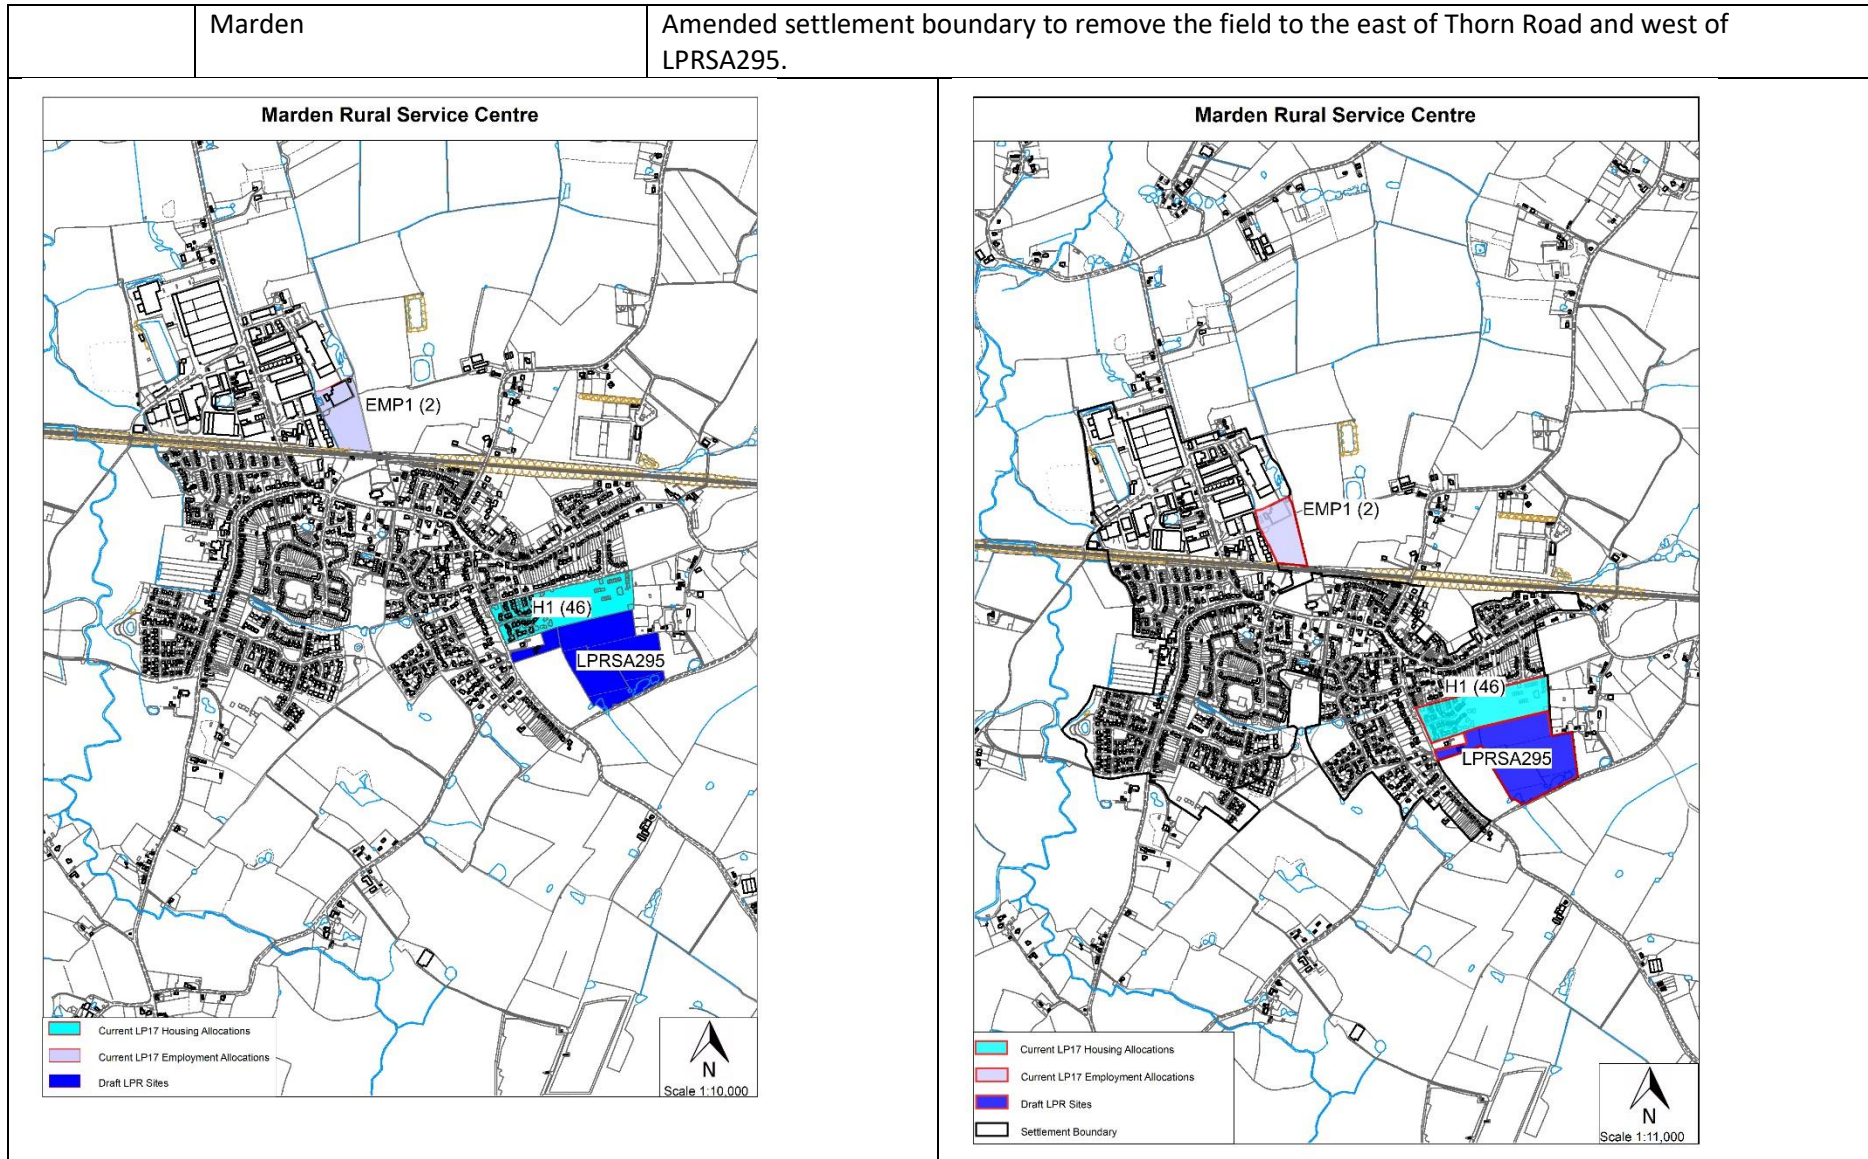 Marden
Amended settlement boundary to remove the field to the east of Thorn Road and west of
LPRSA295.
Marden Rural Service Centre
EMP1 (2)
H1 (46)
LPRSA295
Current LP17 Housing Allocations
Current LP17 Employment Allocations
Draft LPR Sites
N
Scale 1:10,000
Marden Rural Service Centre
EMP1 (2)
H1 (46)
LPRSA295
Current LP17 Housing Allocations
Current LP17 Employment Allocations
Draft LPR Sites
Settlement Boundary
N
Scale 1:11,000